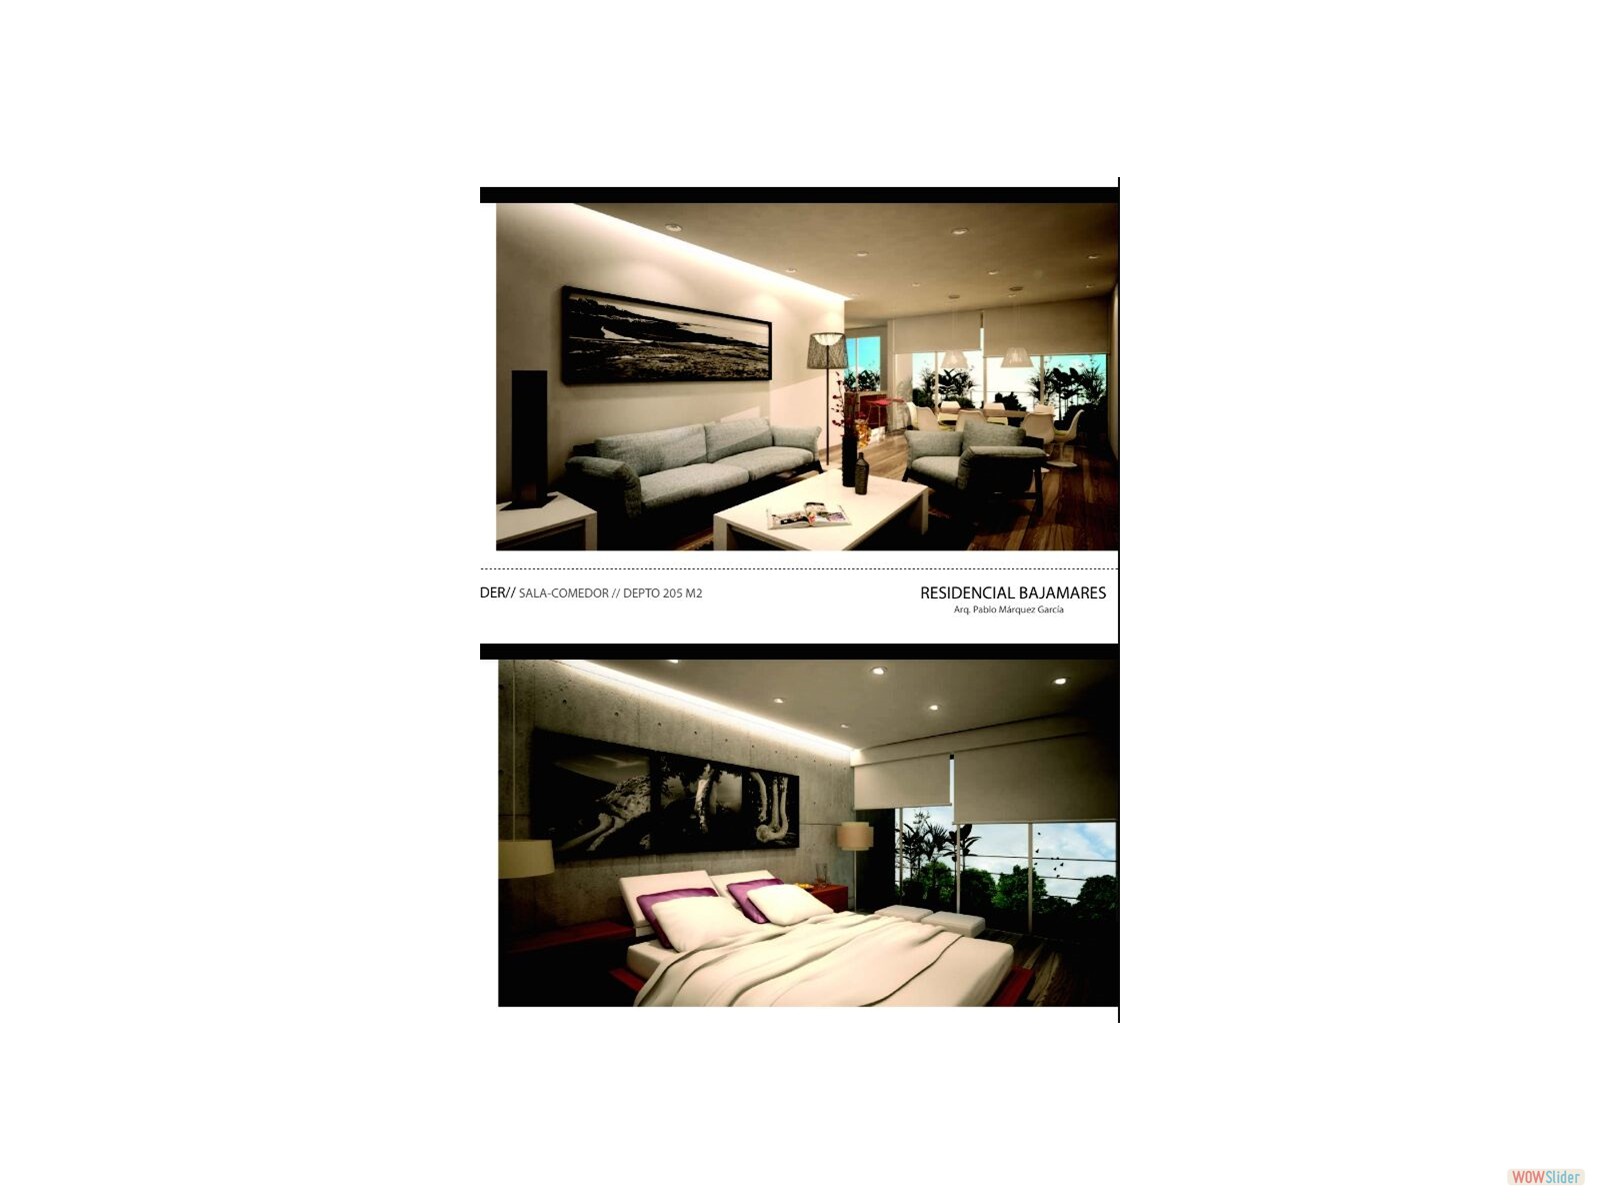 DER// SALA-COMEDOR // DEPTO 205 M2
RESIDENCIAL BAJAMARES
Arq. Pablo Márquez García
WOWSlider